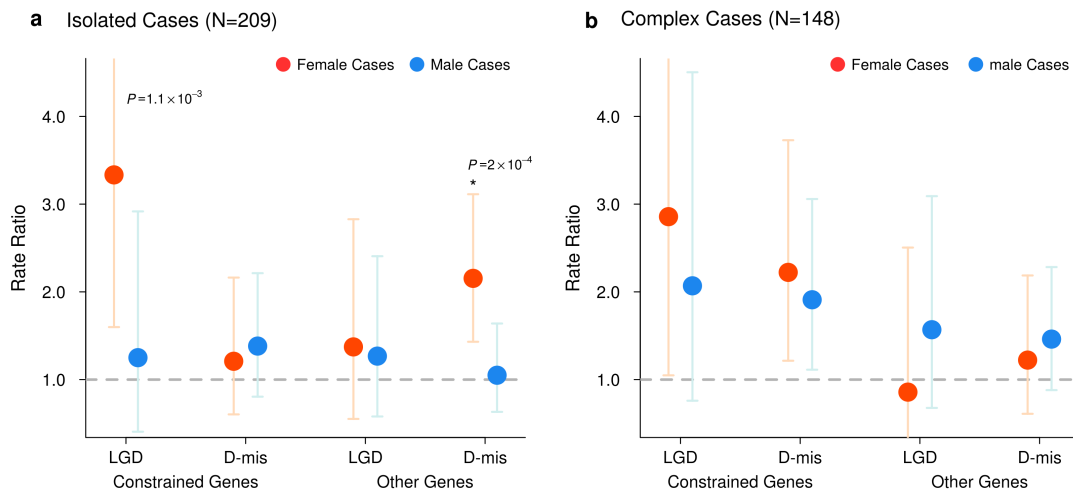 a Isolated Cases (N=209)
Female Cases Male Cases
Rate Ratio
4.0
3.0
2.0
1.0
P=1.1×10⁻³
P=2×10⁻⁴
*
LGD D-mis LGD D-mis
Constrained Genes Other Genes
b Complex Cases (N=148)
Female Cases male Cases
Rate Ratio
4.0
3.0
2.0
1.0
LGD D-mis LGD D-mis
Constrained Genes Other Genes